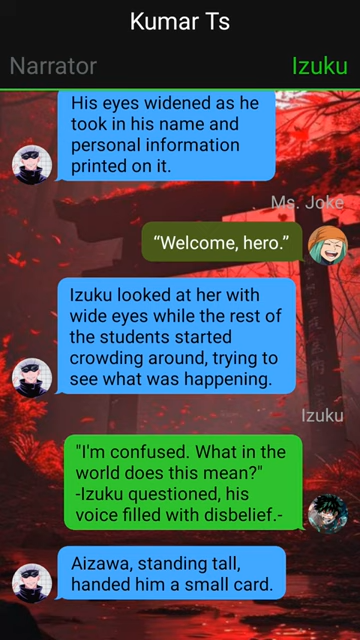 Kumar Ts
Narrator
Izuku
His eyes widened as he
took in his name and
personal information
printed on it.
Ms. Joke
“Welcome, hero.”
Izuku looked at her with
wide eyes while the rest of
the students started
crowding around, trying to
see what was happening.
Izuku
"I'm confused. What in the
world does this mean?"
-Izuku questioned, his
voice filled with disbelief.-
Aizawa, standing tall,
handed him a small card.